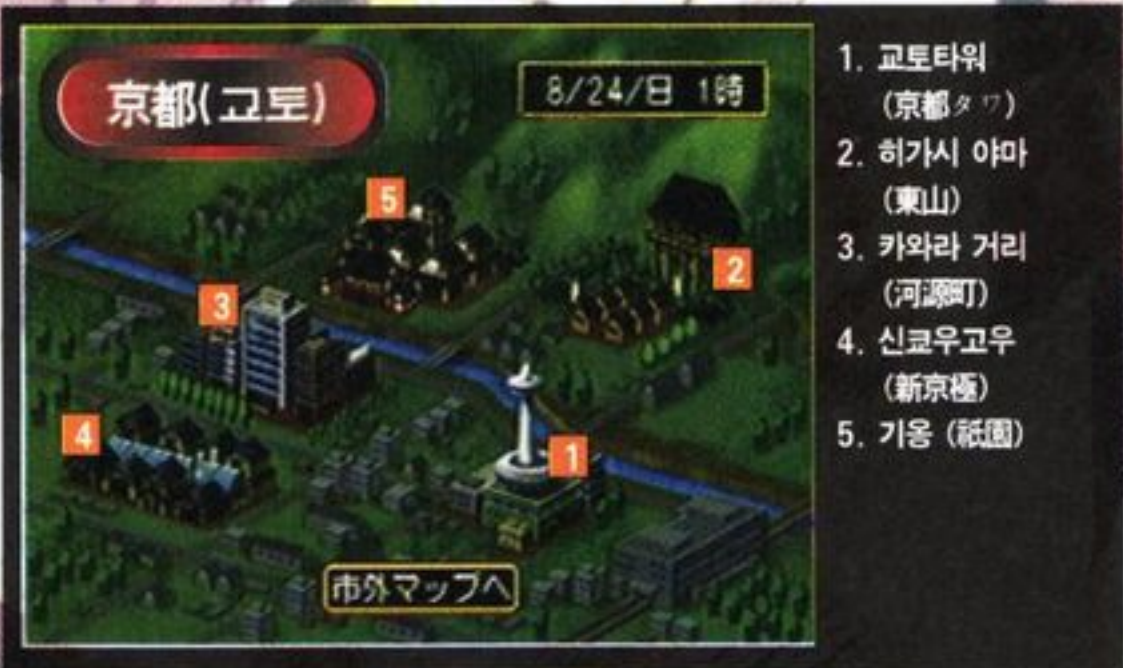 京都(교토)
8/24/日 1時
5
2
3
4
1
市外マップへ
1. 교토타워
(京都タワ)
2. 히가시 야마
(東山)
3. 카와라 거리
(河源町)
4. 신쿄우고우
(新京極)
5. 기옹 (祇園)